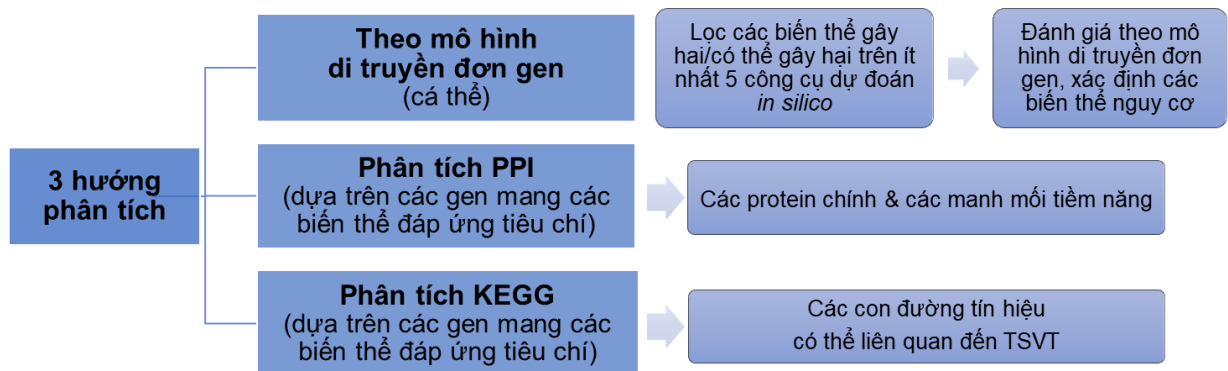 3 hướng
phân tích
Theo mô hình
di truyền đơn gen
(cá thể)
Lọc các biến thể gây
hai/có thể gây hại trên ít
nhất 5 công cụ dự đoán
in silico
Đánh giá theo mô
hình di truyền đơn
gen, xác định các
biến thể nguy cơ
Phân tích PPI
(dựa trên các gen mang các
biến thể đáp ứng tiêu chí)
Các protein chính & các manh mối tiềm năng
Phân tích KEGG
(dựa trên các gen mang các
biến thể đáp ứng tiêu chí)
Các con đường tín hiệu
có thể liên quan đến TSVT